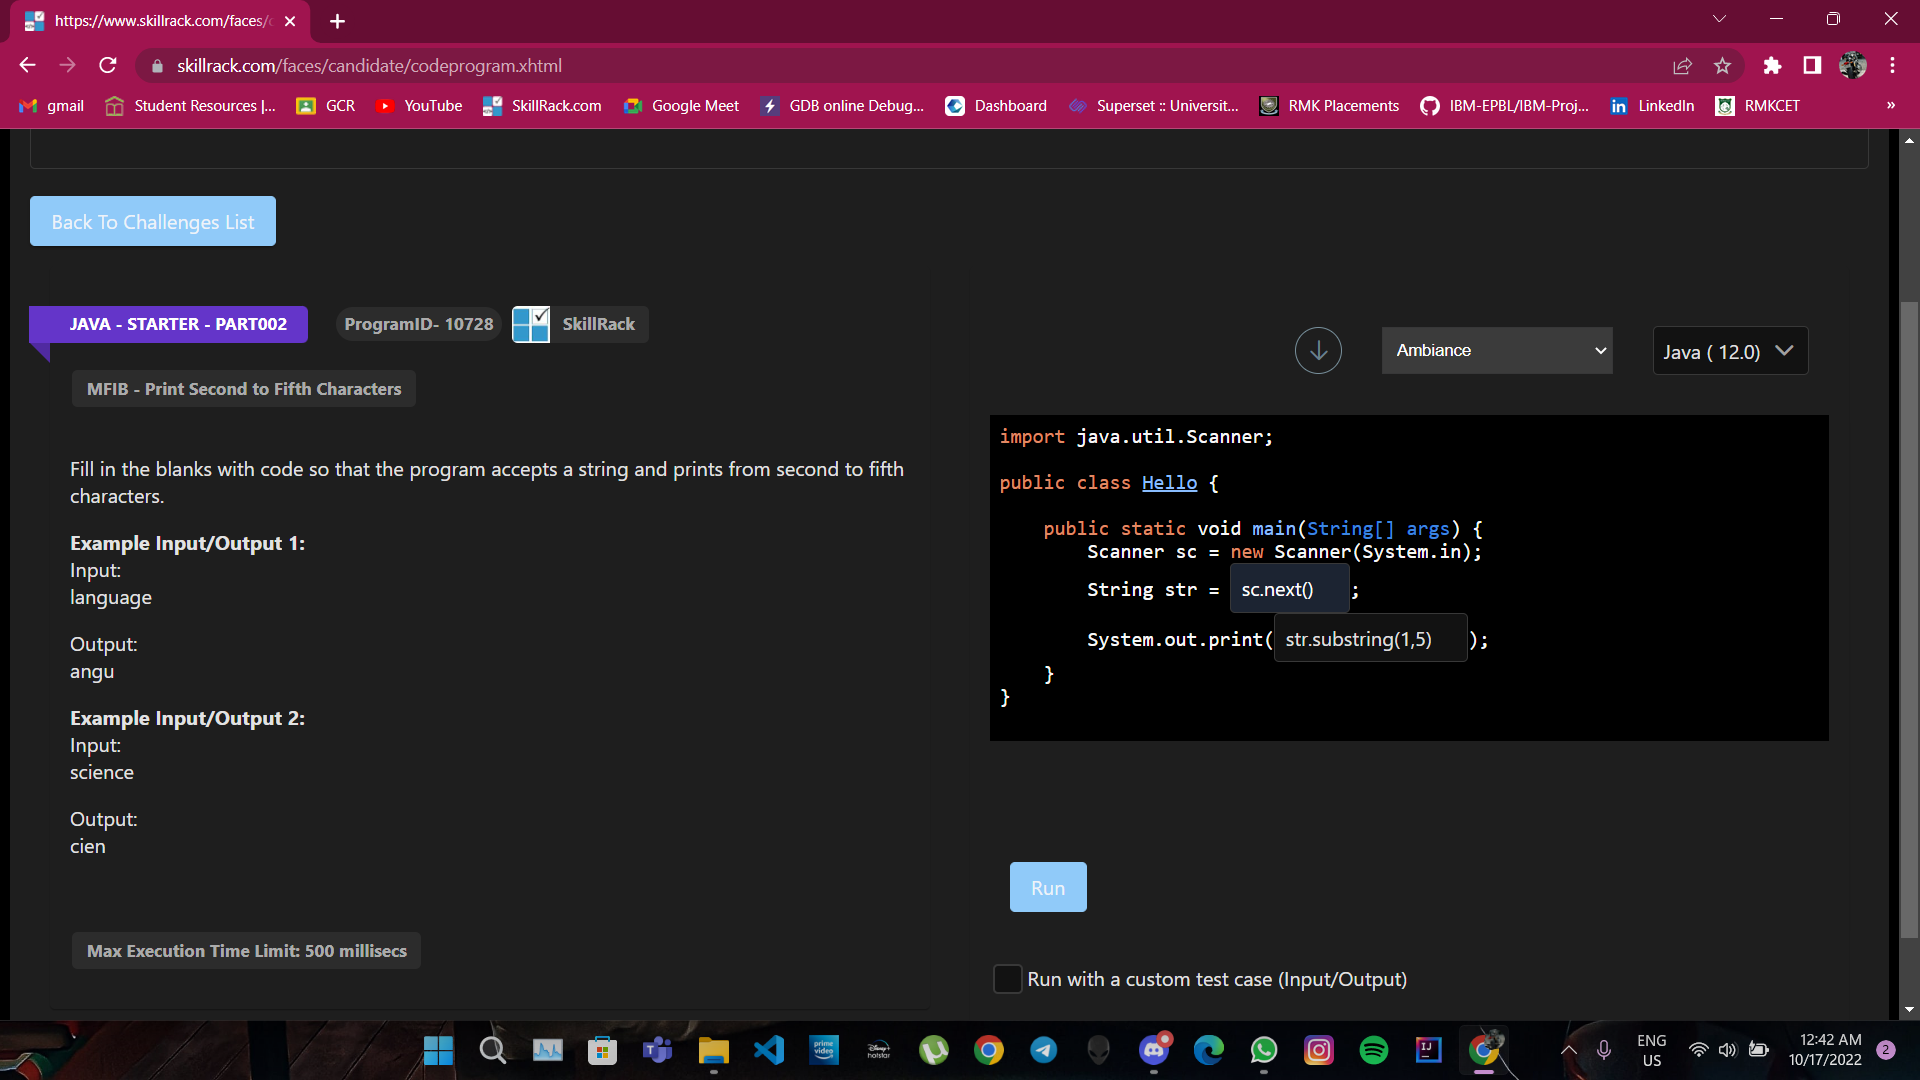 https://www.skillrack.com/faces/c
skillrack.com/faces/candidate/codeprogram.xhtml
gmail Student Resources |... GCR YouTube SkillRack.com Google Meet GDB online Debug... Dashboard Superset :: Universit... RMK Placements IBM-EPBL/IBM-Proj... LinkedIn RMKCET »
Back To Challenges List
JAVA - STARTER - PART002 ProgramID- 10728 SkillRack
Ambiance Java ( 12.0)
MFIB - Print Second to Fifth Characters
Fill in the blanks with code so that the program accepts a string and prints from second to fifth
characters.
Example Input/Output 1:
Input:
language
Output:
angu
Example Input/Output 2:
Input:
science
Output:
cien
Max Execution Time Limit: 500 millisecs
import java.util.Scanner;
public class Hello {
public static void main(String[] args) {
Scanner sc = new Scanner(System.in);
String str = sc.next() ;
System.out.print( str.substring(1,5) );
}
}
Run
Run with a custom test case (Input/Output)
prime video
Disney+ hotstar
IJ
ENG
US
12:42 AM
10/17/2022
2